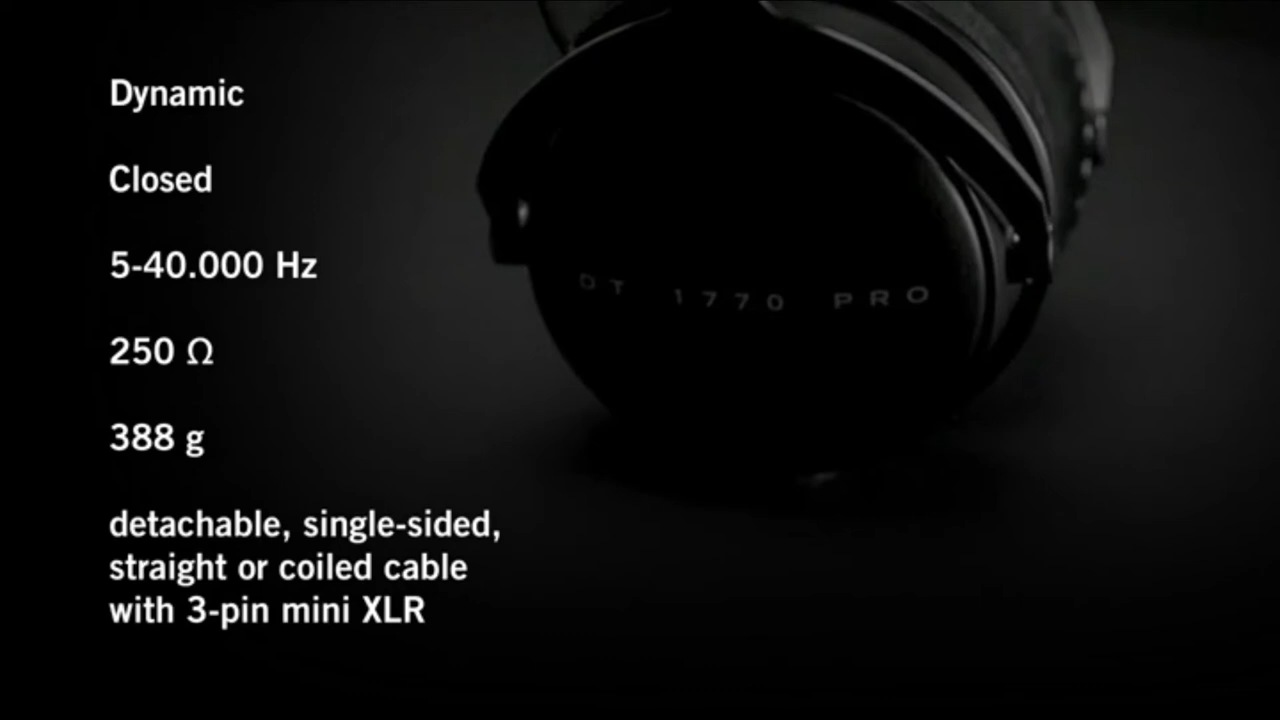 Dynamic
Closed
5-40.000 Hz
250 Ω
388 g
detachable, single-sided,
straight or coiled cable
with 3-pin mini XLR
DT 1770 PRO